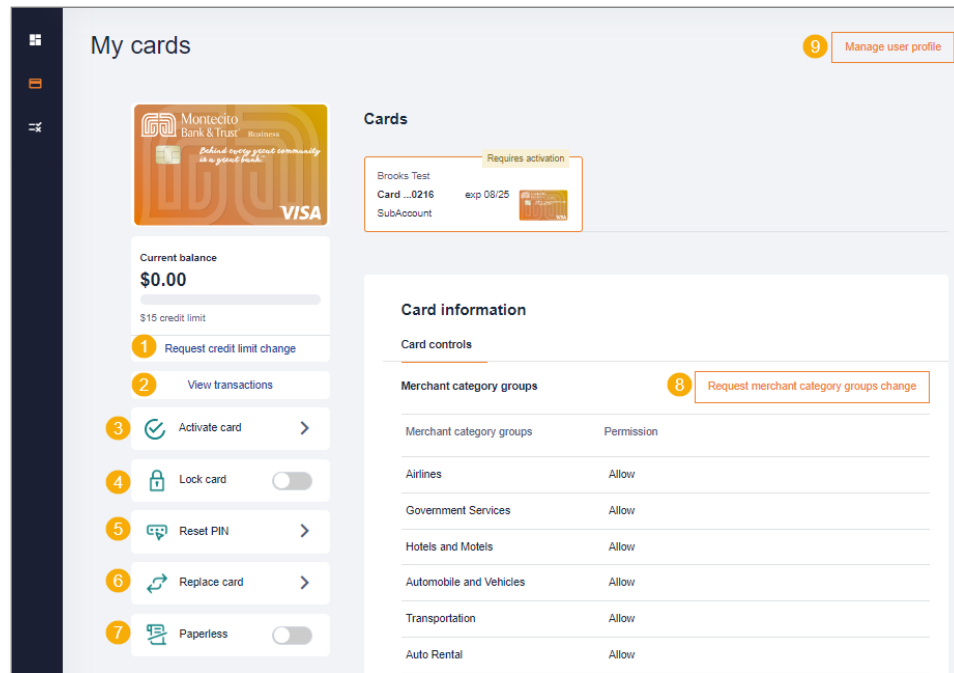 My cards
9 Manage user profile
Montecito
Bank & Trust Business
Behind every great community
is a great bank.
VISA
Current balance
$0.00
$15 credit limit
1 Request credit limit change
2 View transactions
3 Activate card
4 Lock card
5 Reset PIN
6 Replace card
7 Paperless
Cards
Requires activation
Brooks Test
Card ...0216 exp 08/25
SubAccount
Card information
Card controls
Merchant category groups
8 Request merchant category groups change
Merchant category groups Permission
Airlines Allow
Government Services Allow
Hotels and Motels Allow
Automobile and Vehicles Allow
Transportation Allow
Auto Rental Allow